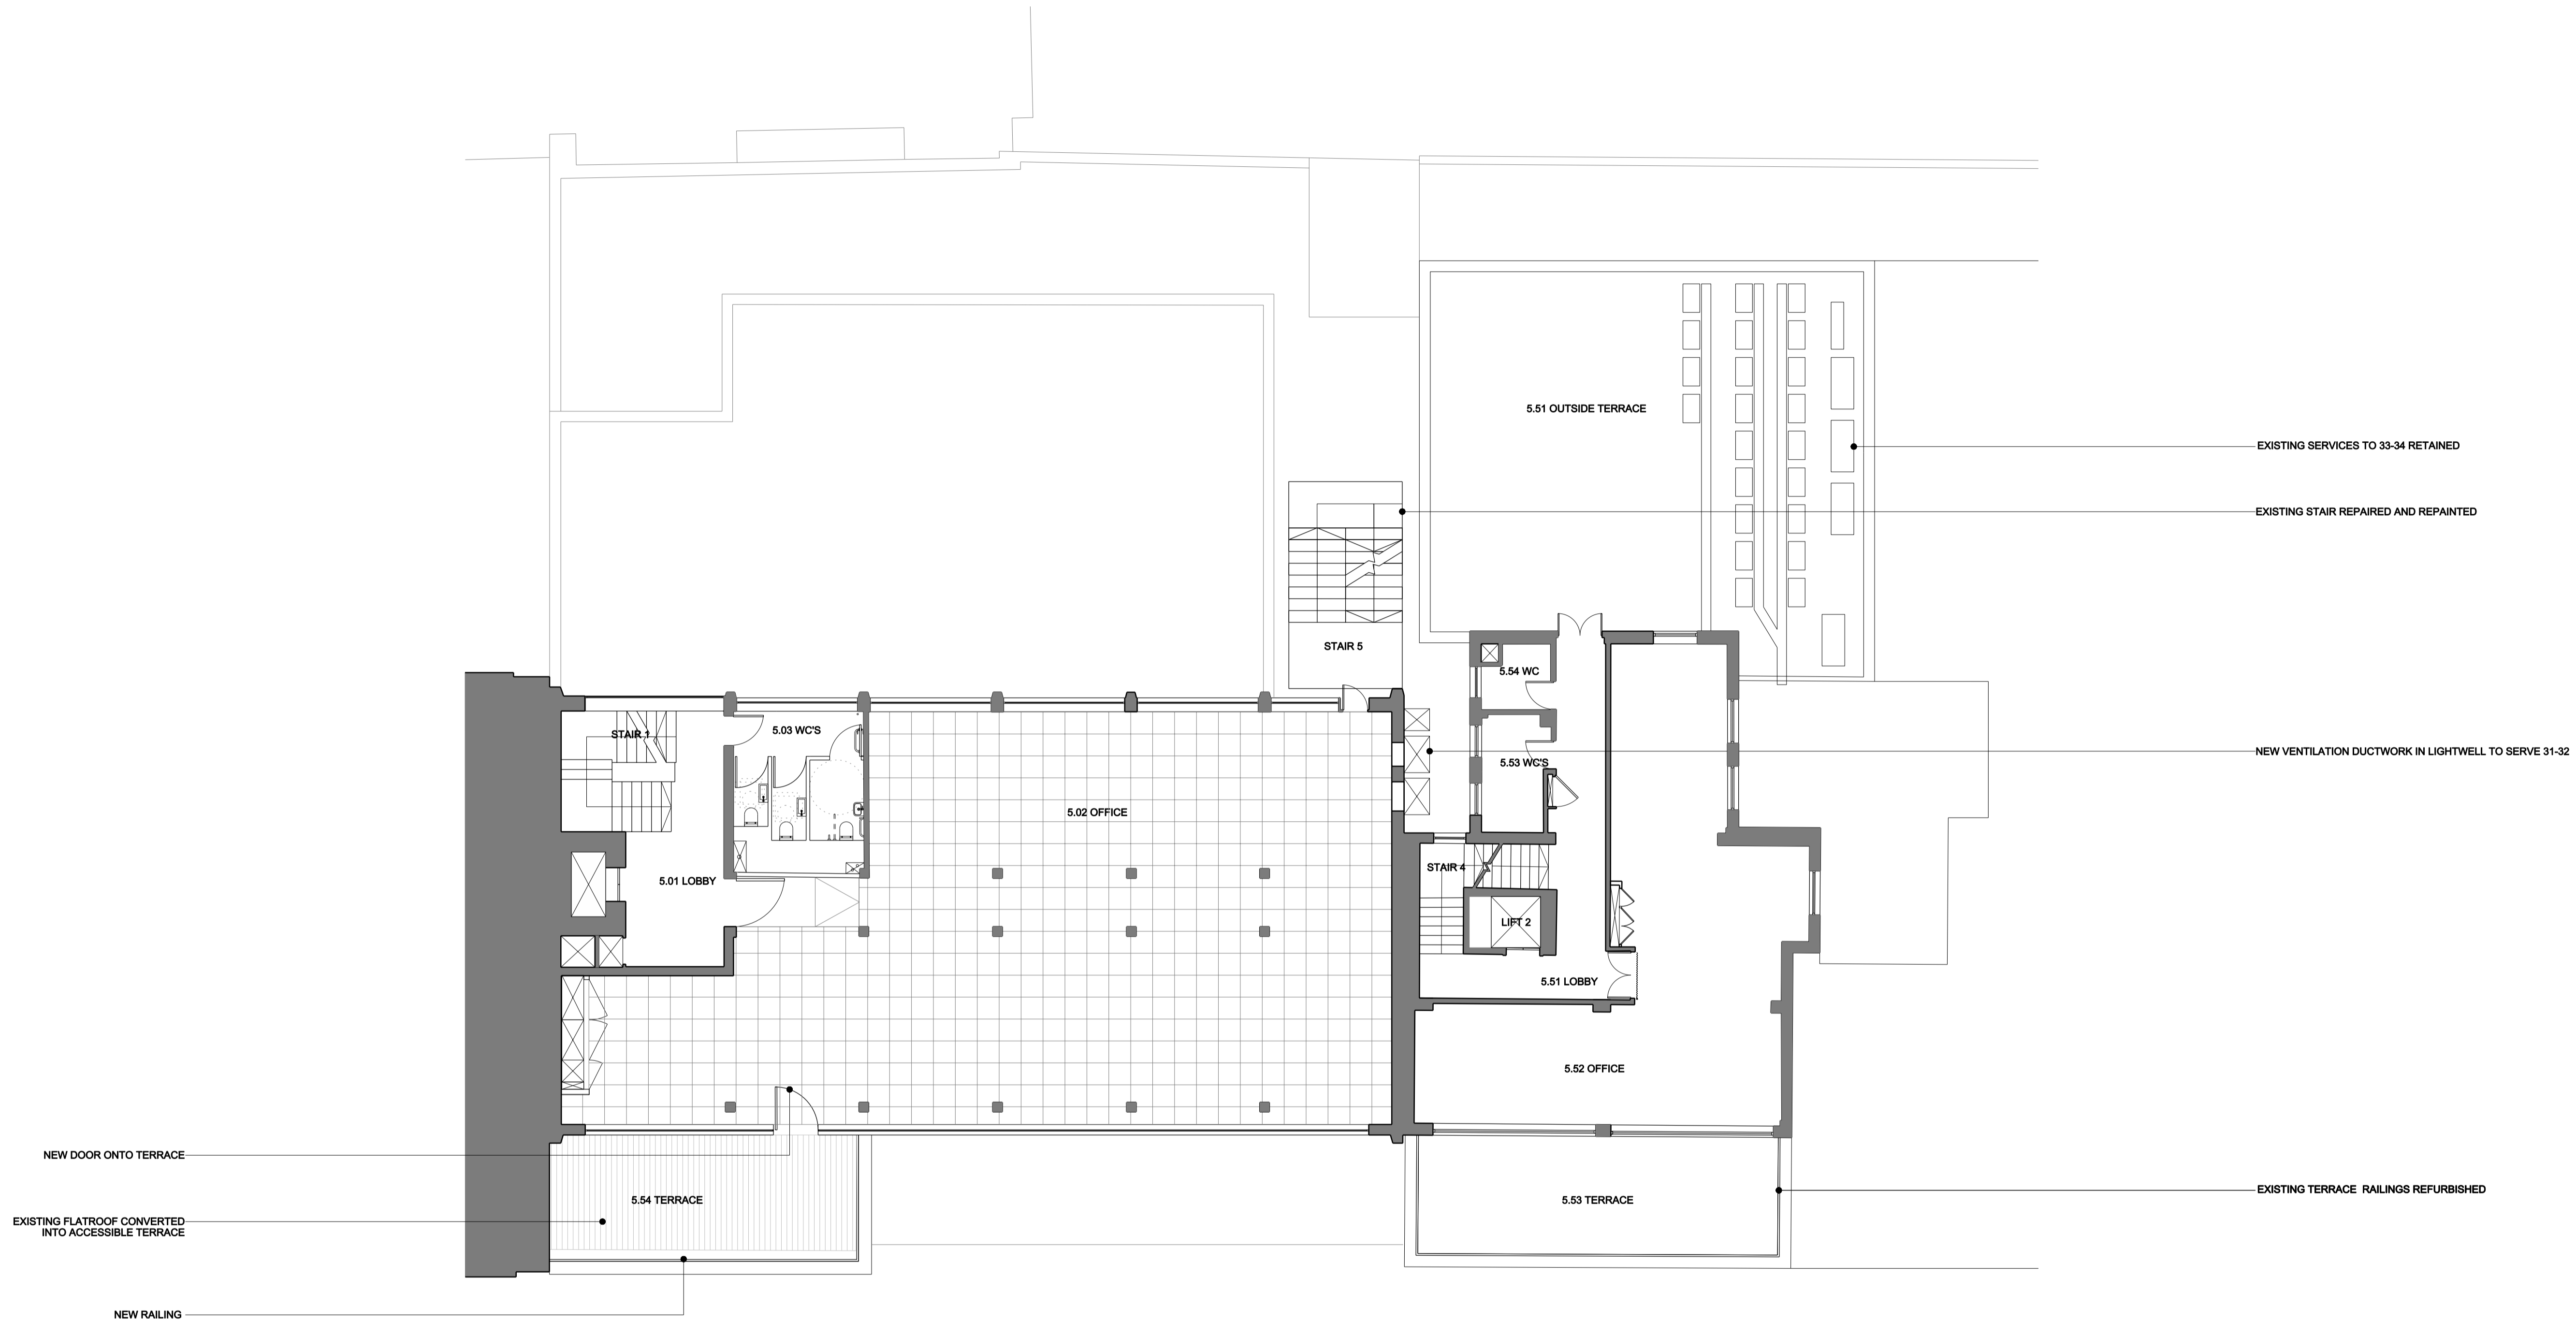 5.51 OUTSIDE TERRACE
EXISTING SERVICES TO 33-34 RETAINED
EXISTING STAIR REPAIRED AND REPAINTED
STAIR 5
5.54 WC
STAIR 1
5.03 WC'S
NEW VENTILATION DUCTWORK IN LIGHTWELL TO SERVE 31-32
5.53 WC'S
5.02 OFFICE
STAIR 4
5.01 LOBBY
LIFT 2
5.51 LOBBY
5.52 OFFICE
NEW DOOR ONTO TERRACE
EXISTING TERRACE  RAILINGS REFURBISHED
5.54 TERRACE
5.53 TERRACE
EXISTING FLATROOF CONVERTED
INTO ACCESSIBLE TERRACE
NEW RAILING